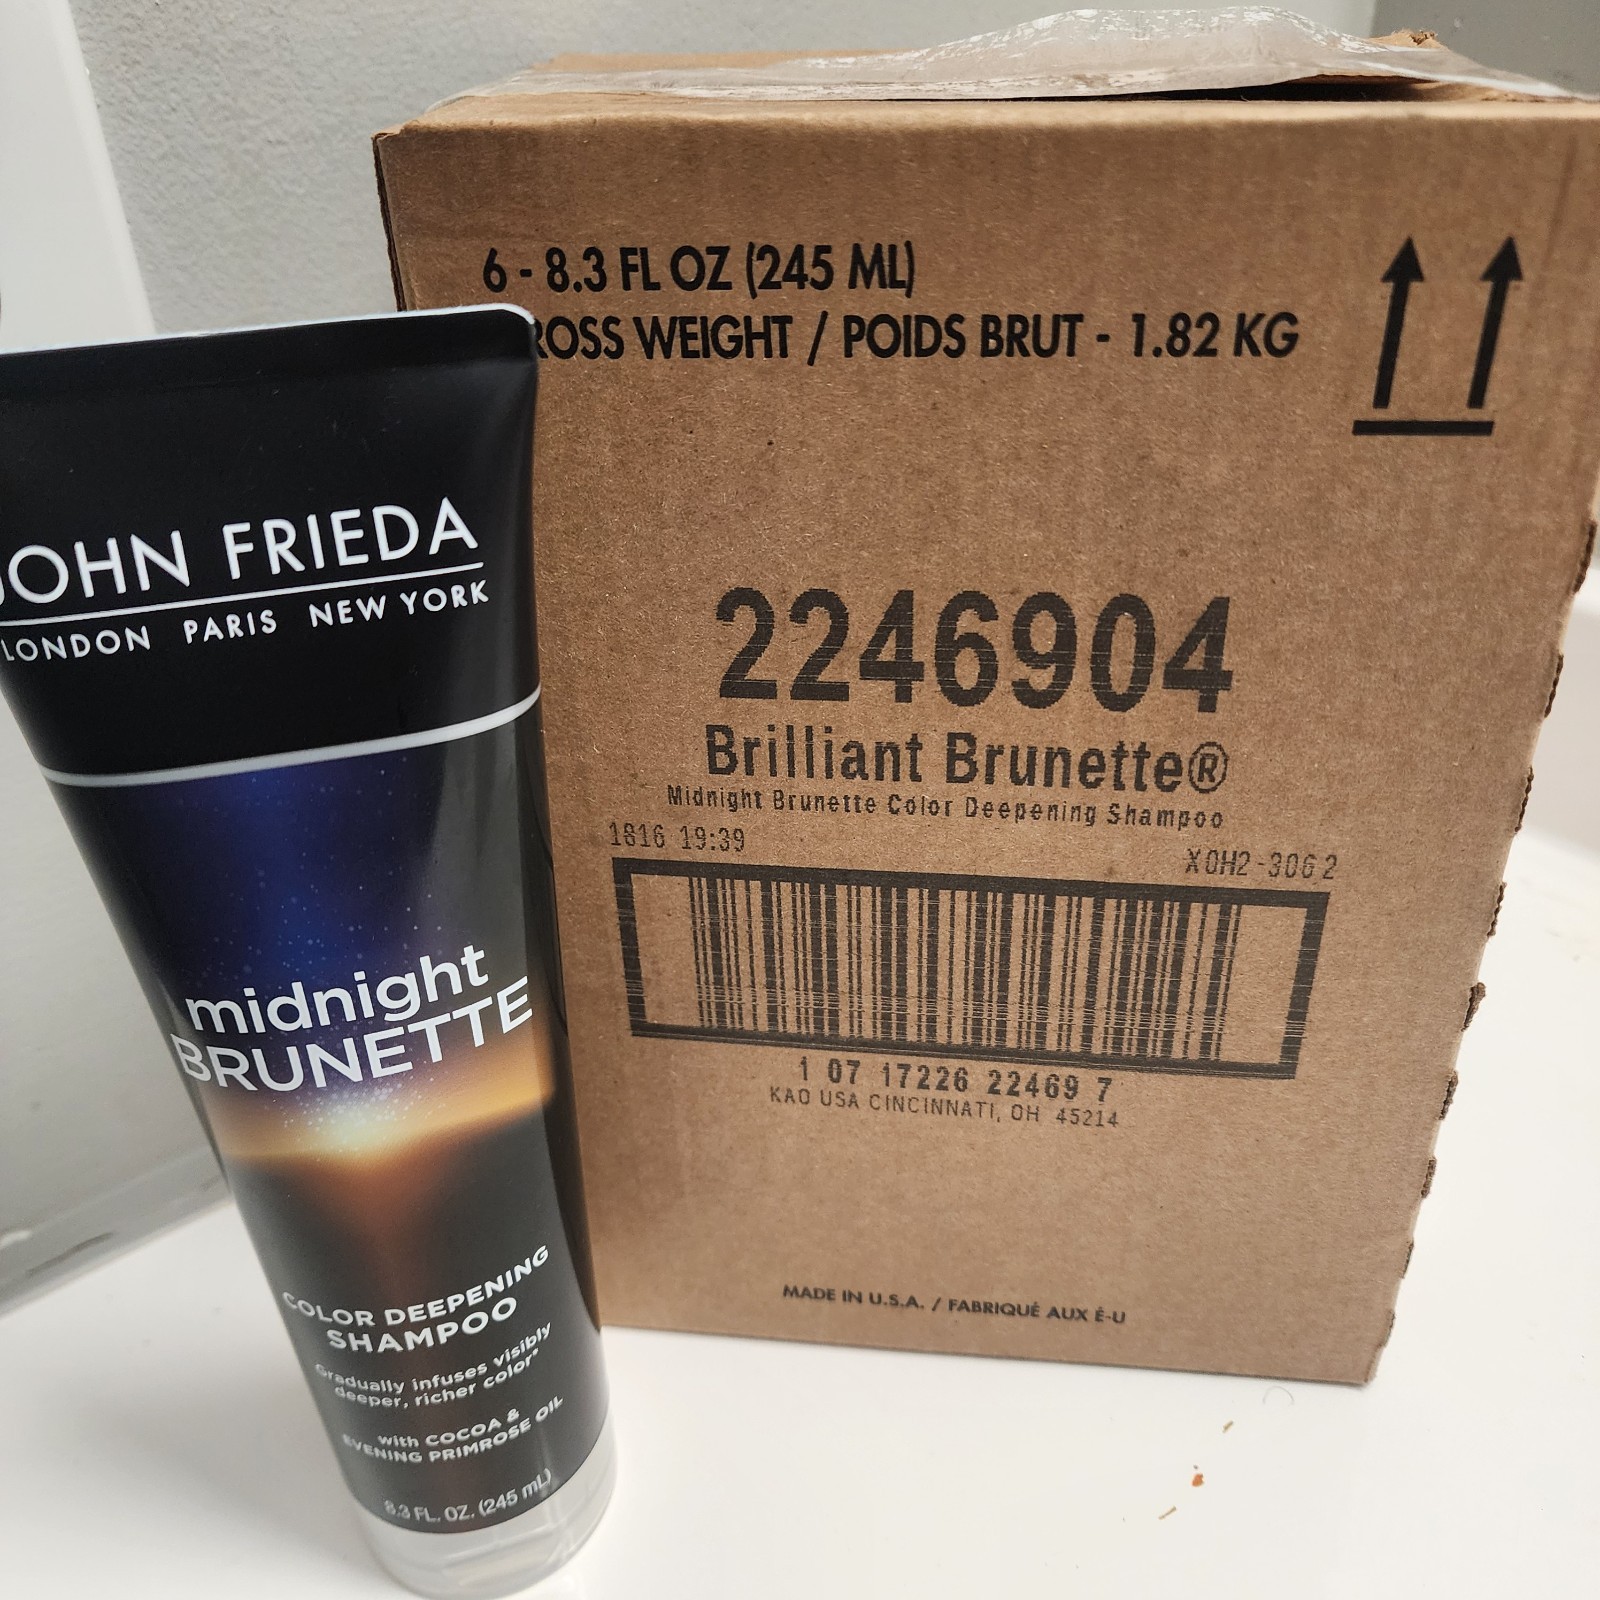 6 - 8.3 FL OZ (245 ML)
ROSS WEIGHT / POIDS BRUT - 1.82 KG
2246904
Brilliant Brunette®
Midnight Brunette Color Deepening Shampoo
1816 19:39
X0H2-3062
1 07 17226 22469 7
KAO USA CINCINNATI, OH 45214
MADE IN U.S.A. / FABRIQUÉ AUX É-U
JOHN FRIEDA
LONDON PARIS NEW YORK
midnight
BRUNETTE
COLOR DEEPENING
SHAMPOO
Gradually infuses visibly
deeper, richer color*
with COCOA &
EVENING PRIMROSE OIL
8.3 FL. OZ. (245 mL)